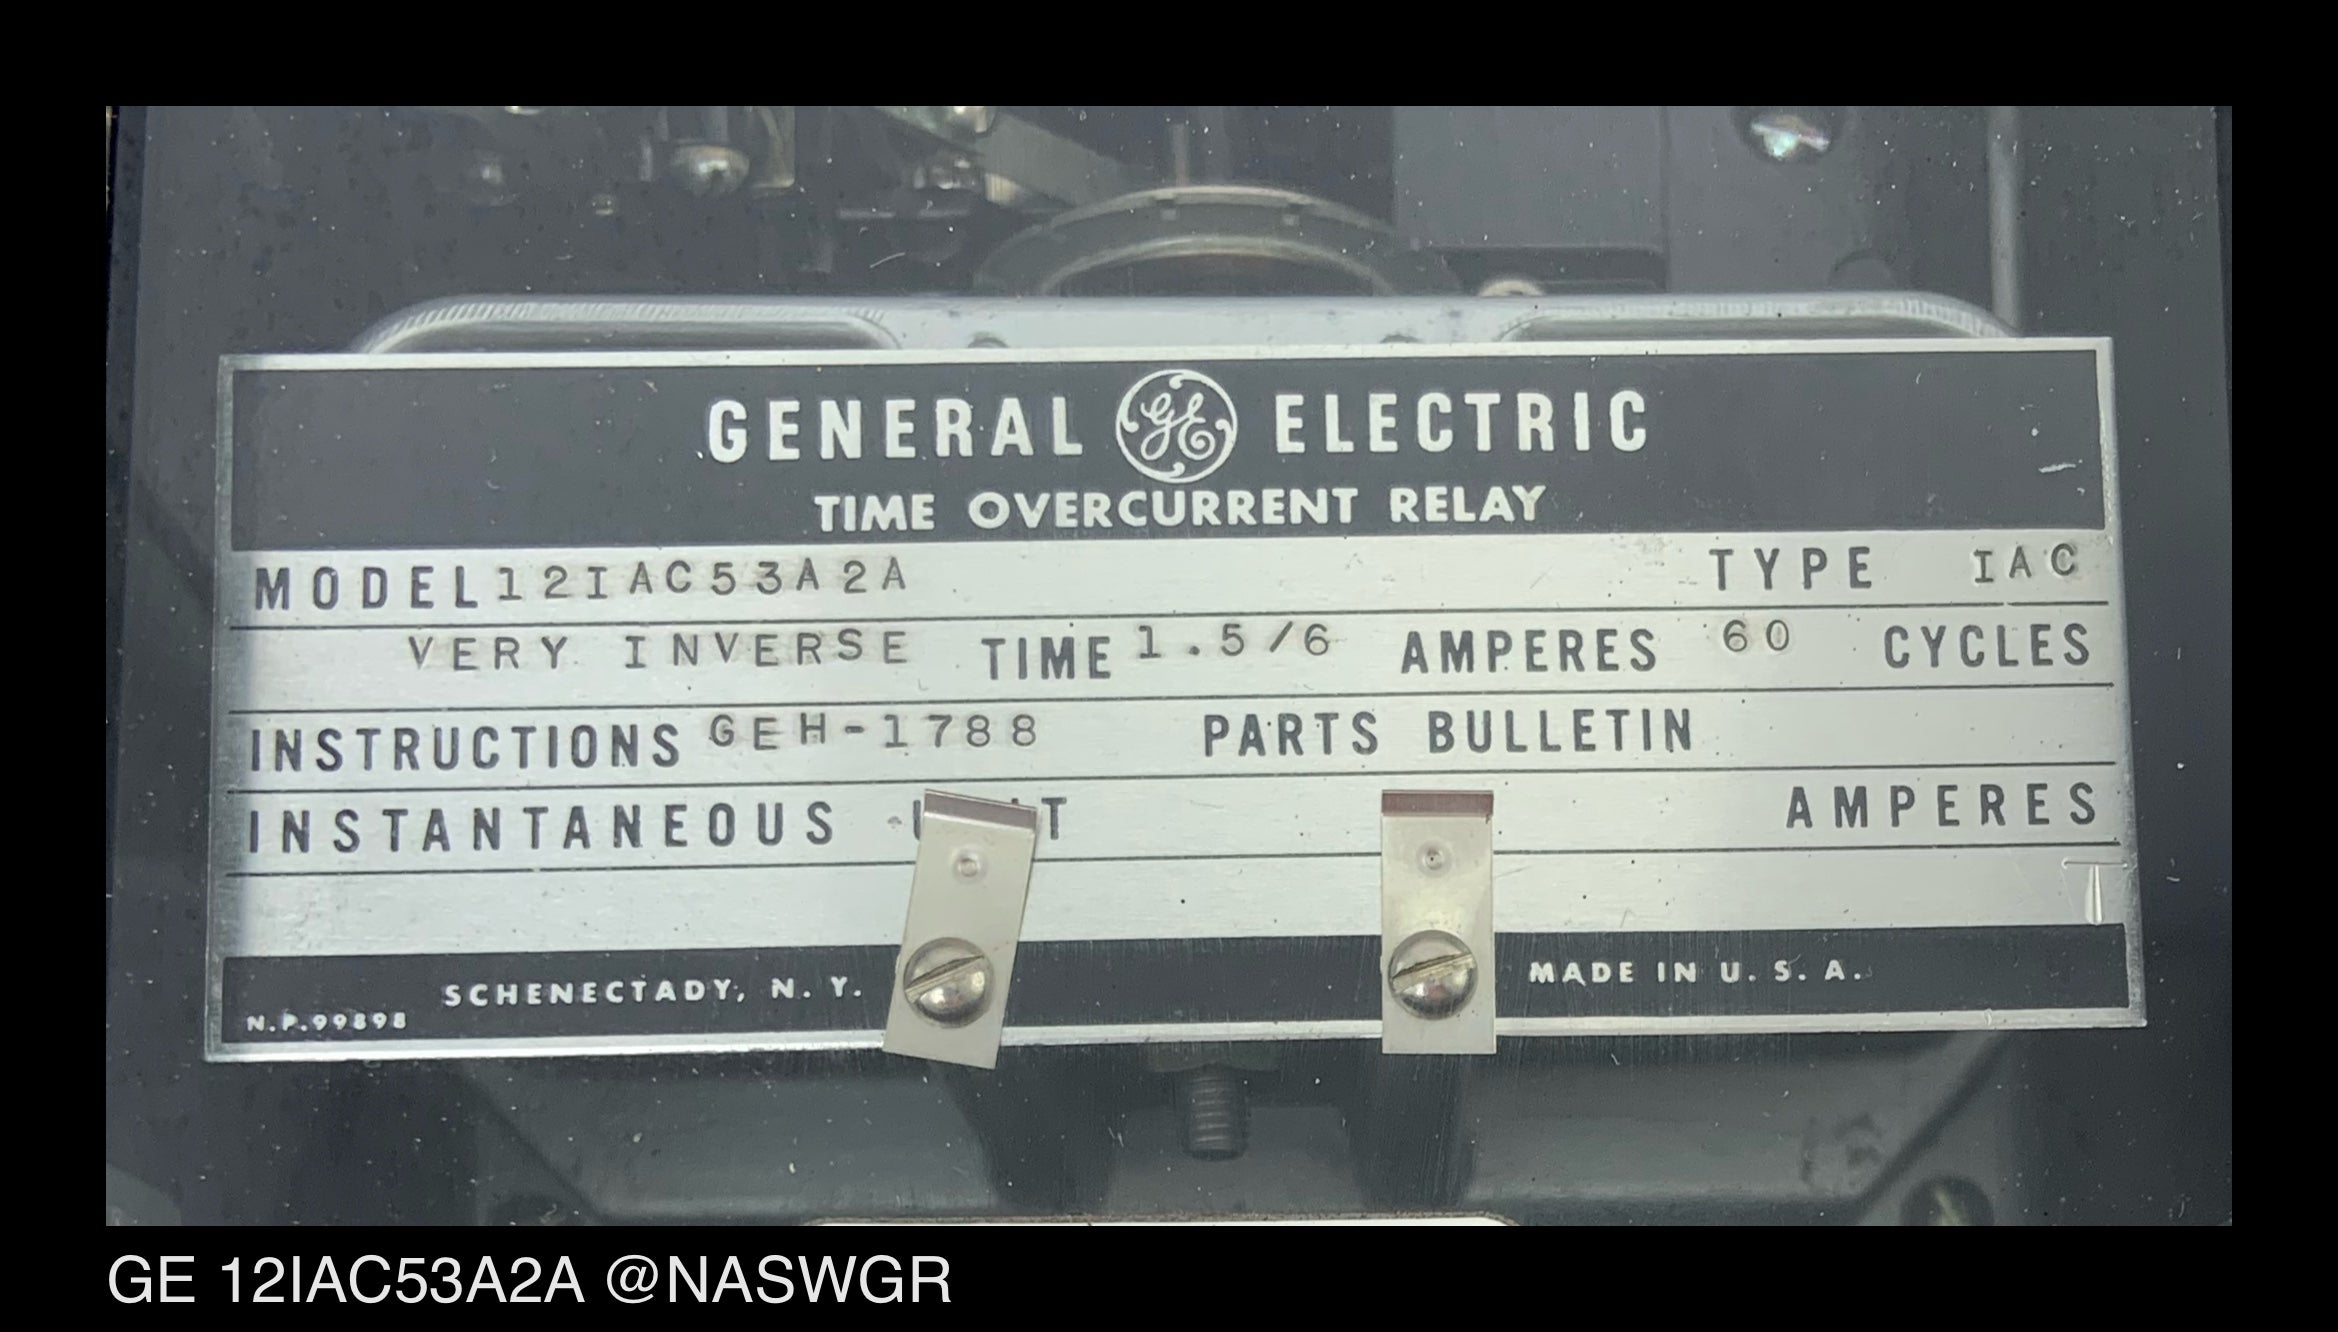 GENERAL GE ELECTRIC
TIME OVERCURRENT RELAY
MODEL 12IAC53A2A TYPE IAC
VERY INVERSE TIME 1.5/6 AMPERES 60 CYCLES
INSTRUCTIONS GEH-1788 PARTS BULLETIN
INSTANTANEOUS AMPERES
SCHENECTADY, N. Y. MADE IN U. S. A.
N.P.99898
GE 12IAC53A2A @NASWGR